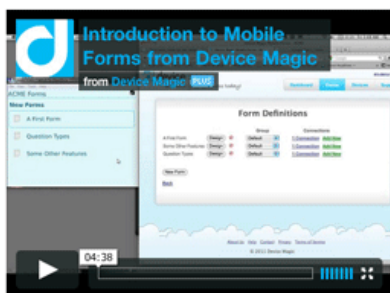 Introduction to Mobile
Forms from Device Magic
from Device Magic PLUS
ACME Forms
New Forms
A First Form
Question Types
Some Other Features
Dashboard Forms Devices
Form Definitions
Group Connections
A First Form Design Default 1 Connection Add New
Some Other Features Design Default 1 Connection Add New
Question Types Design Default 1 Connection Add New
New Form
Back
About Us Help Contact Privacy Terms of Service
© 2011 Device Magic
04:38